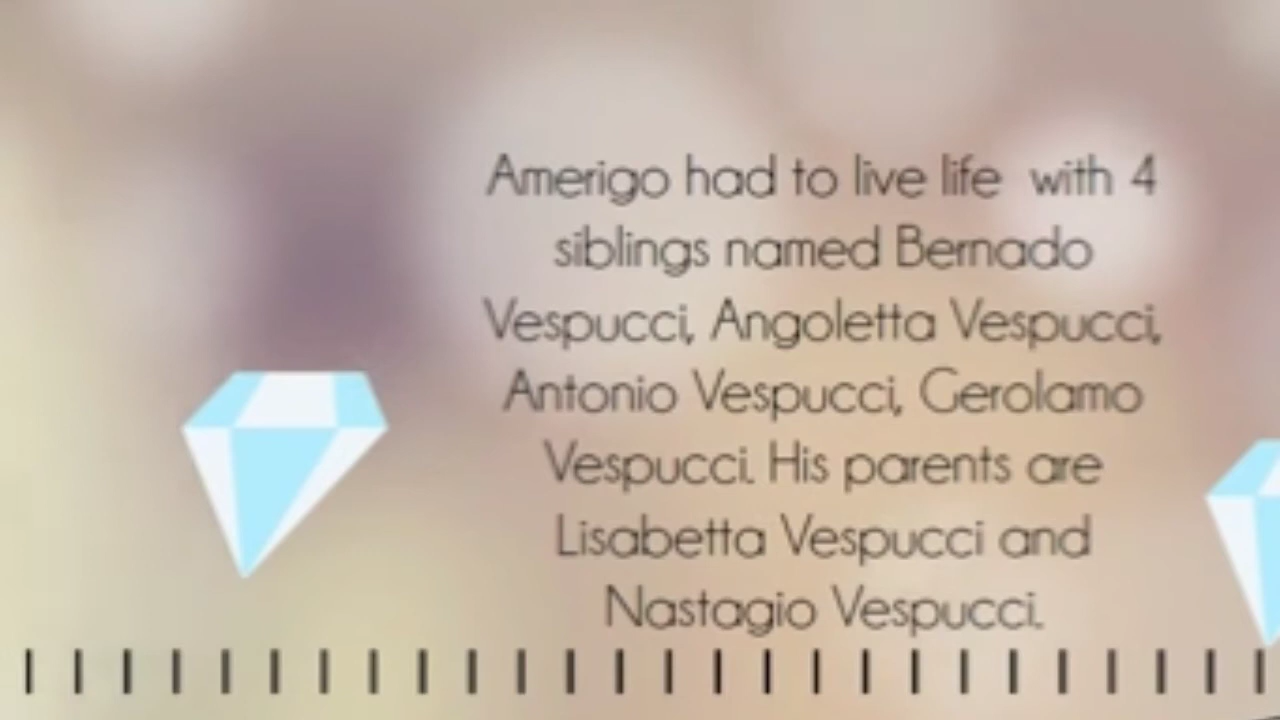 Amerigo had to live life with 4
siblings named Bernado
Vespucci, Angoletta Vespucci,
Antonio Vespucci, Gerolamo
Vespucci. His parents are
Lisabetta Vespucci and
Nastagio Vespucci.